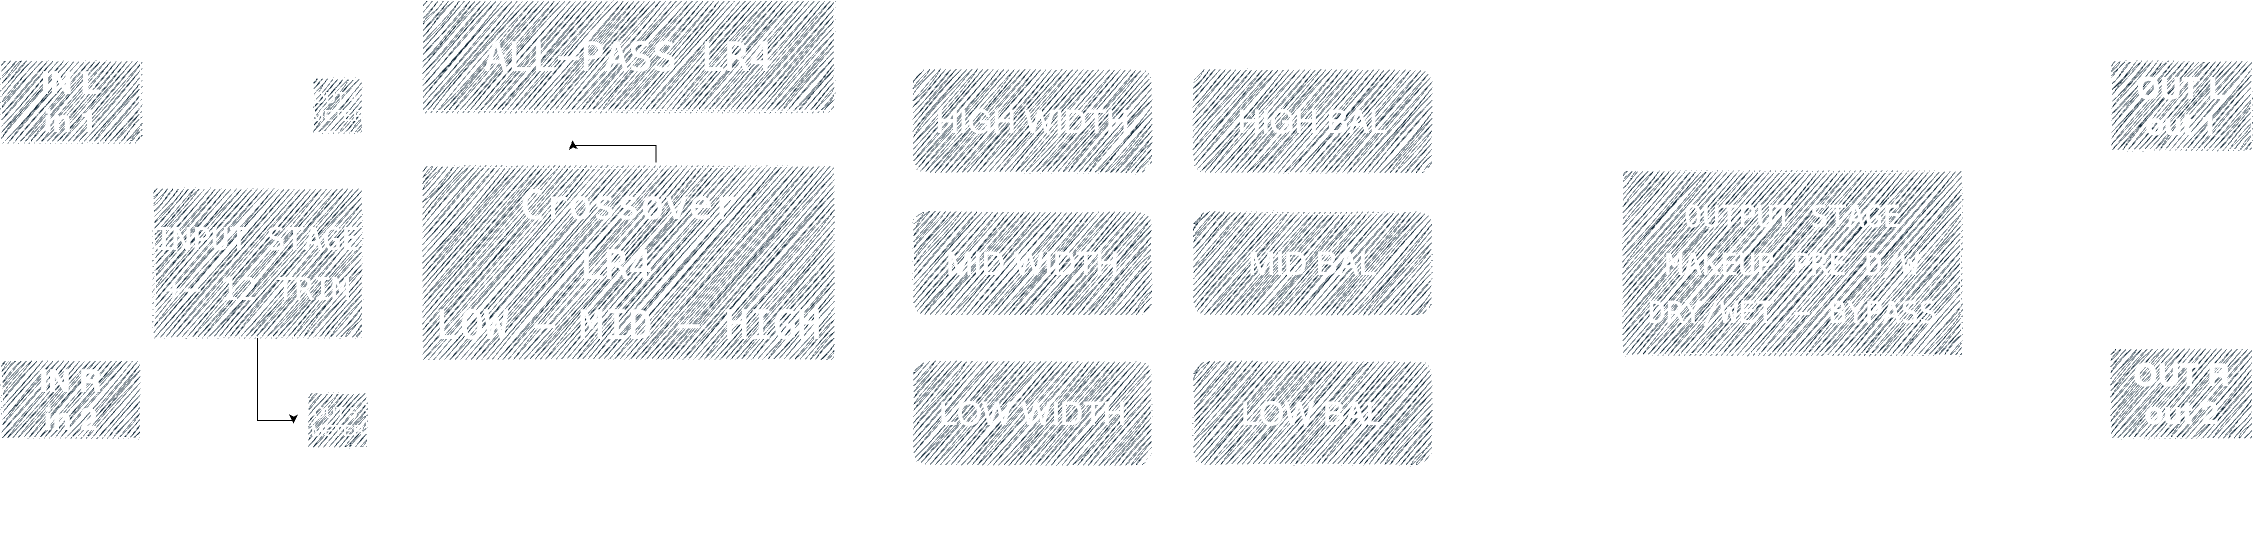 ALL-PASS LR4
IN L
in 1
HIGH WIDTH
HIGH BAL
OUT L
out 1
INPUT STAGE
+- 12 TRIM
Crossover
LR4
LOW - MID - HIGH
MID WIDTH
MID BAL
OUTPUT STAGE
MAKEUP PRE D/W
DRY/WET - BYPASS
IN R
in 2
METER
LOW WIDTH
LOW BAL
OUT R
out 2